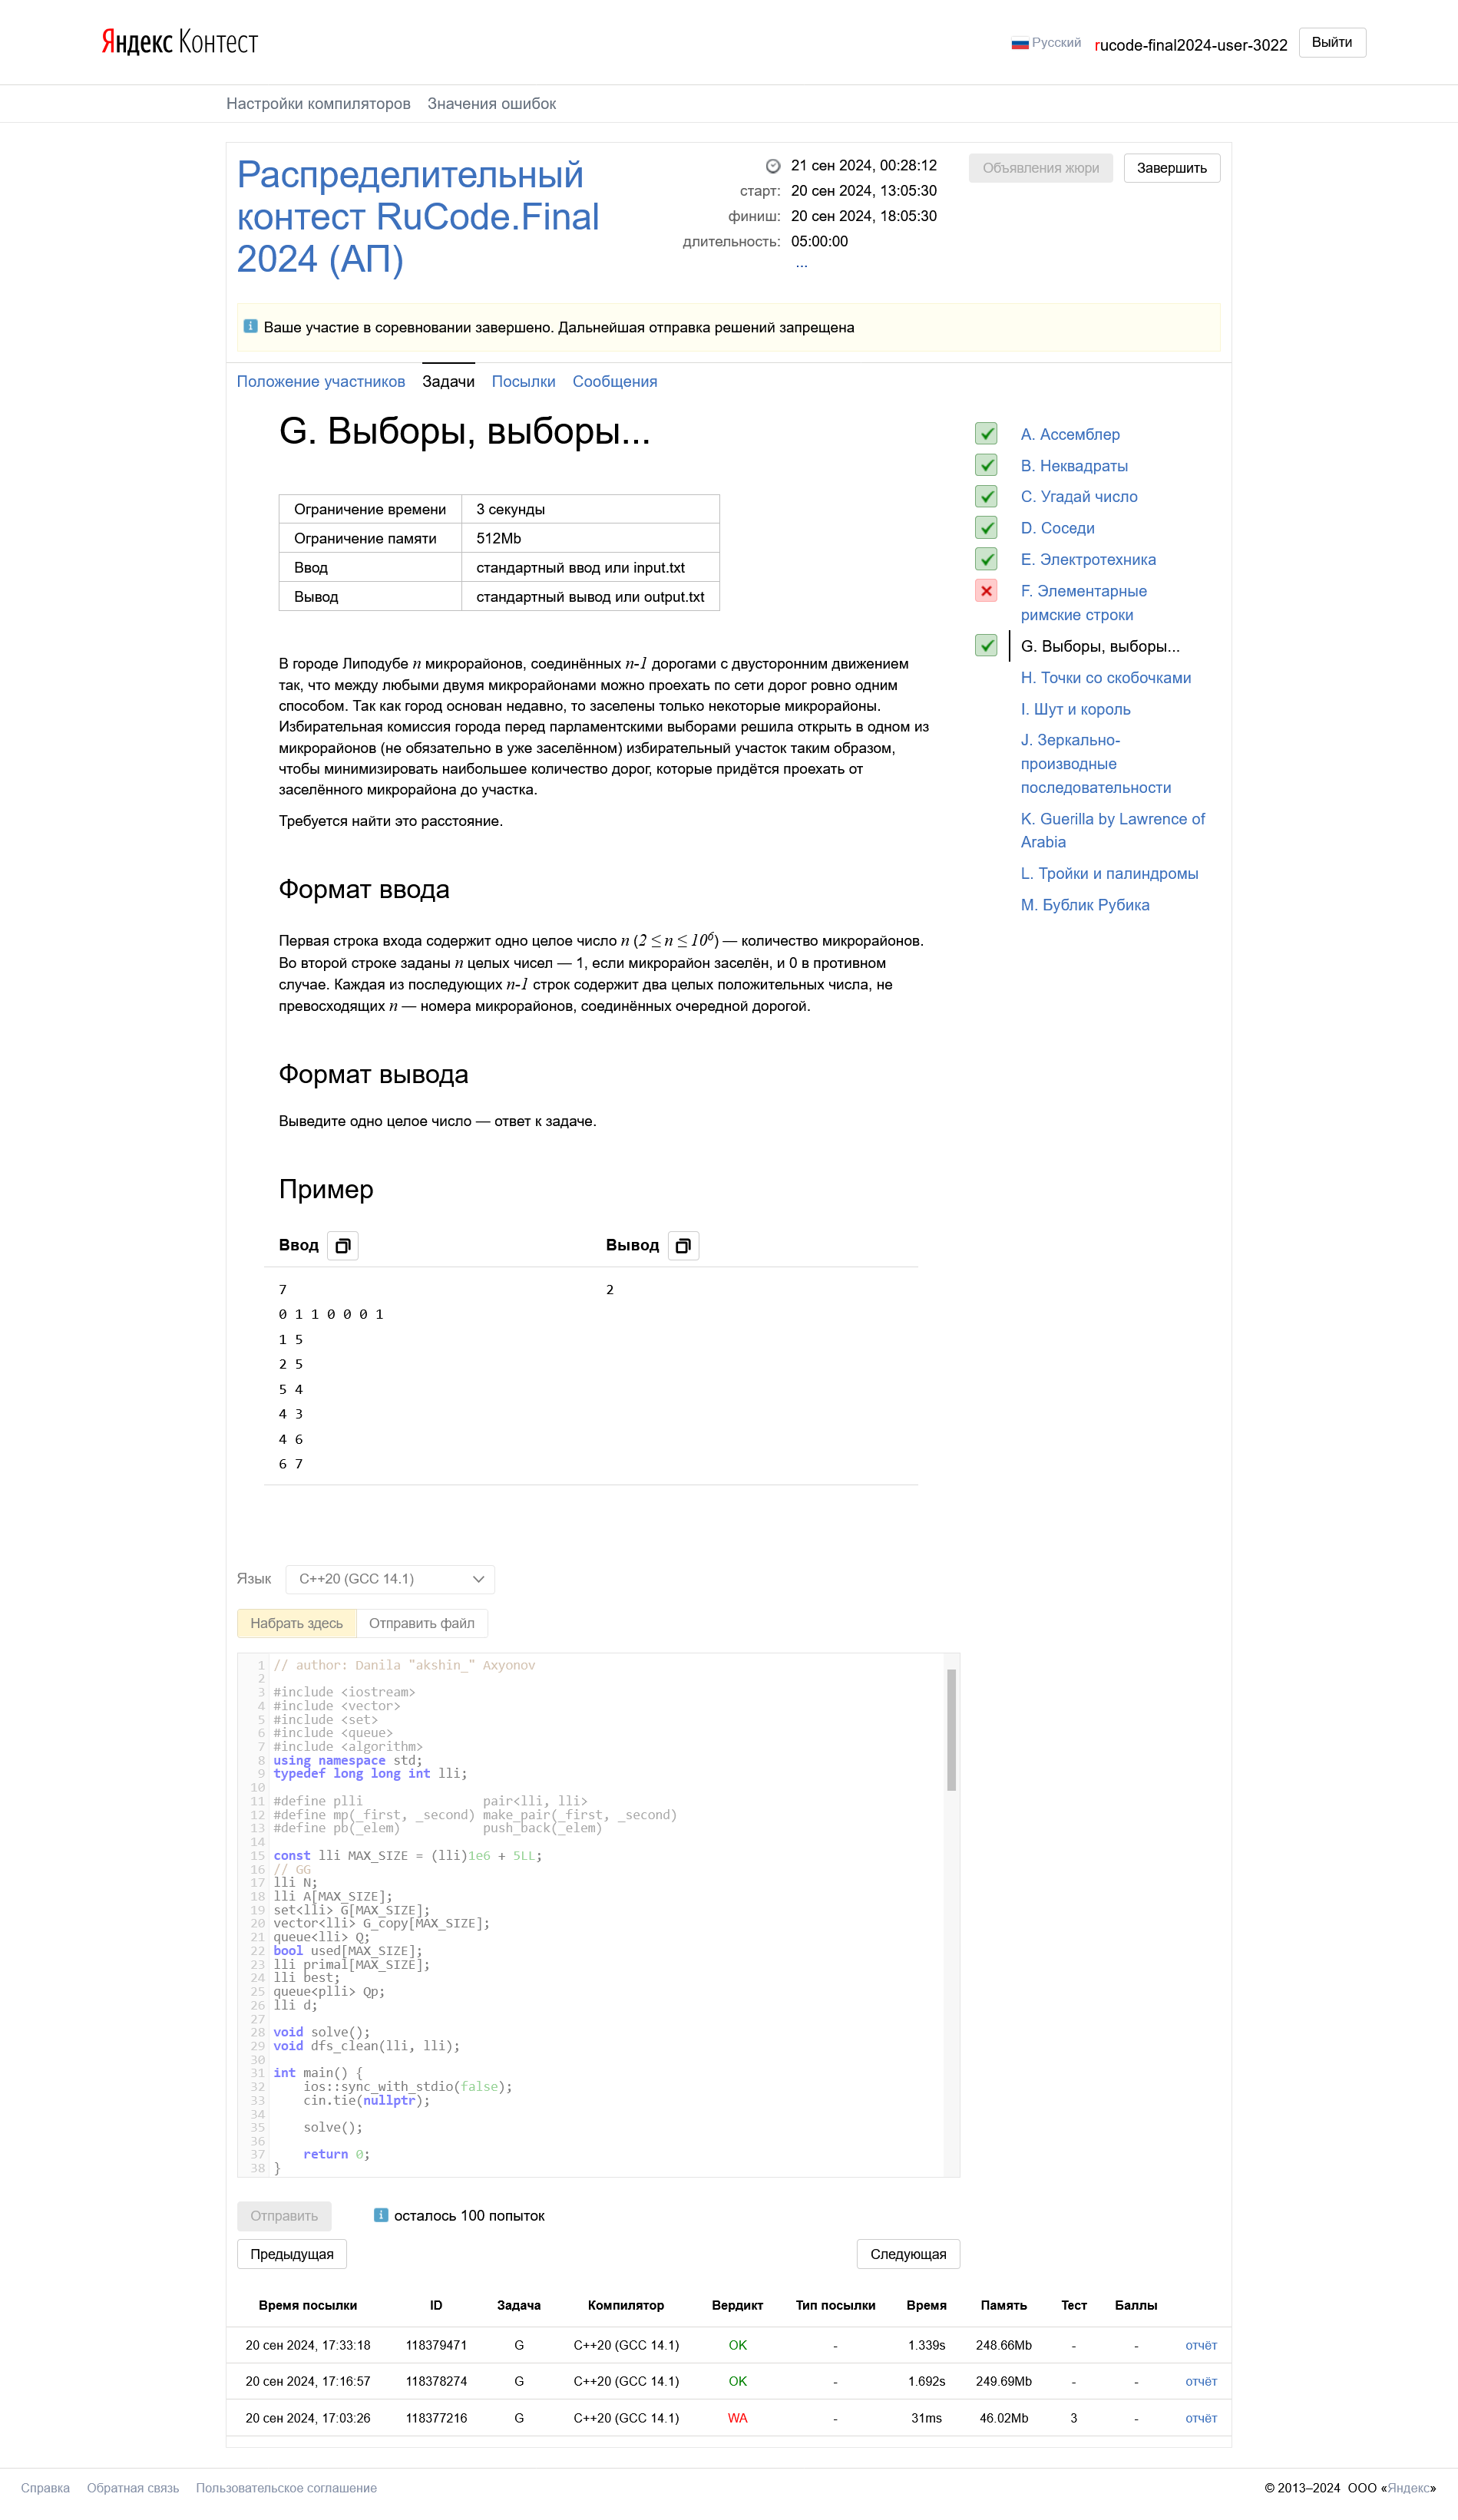 Яндекс Контест
Русский
rucode-final2024-user-3022
Выйти
Настройки компиляторов
Значения ошибок
Распределительный
контест RuCode.Final
2024 (АП)
21 сен 2024, 00:28:12
старт: 20 сен 2024, 13:05:30
финиш: 20 сен 2024, 18:05:30
длительность: 05:00:00
...
Объявления жюри
Завершить
Ваше участие в соревновании завершено. Дальнейшая отправка решений запрещена
Положение участников Задачи Посылки Сообщения
G. Выборы, выборы...
Ограничение времени 3 секунды
Ограничение памяти 512Mb
Ввод стандартный ввод или input.txt
Вывод стандартный вывод или output.txt
В городе Липодубе n микрорайонов, соединённых n-1 дорогами с двусторонним движением
так, что между любыми двумя микрорайонами можно проехать по сети дорог ровно одним
способом. Так как город основан недавно, то заселены только некоторые микрорайоны.
Избирательная комиссия города перед парламентскими выборами решила открыть в одном из
микрорайонов (не обязательно в уже заселённом) избирательный участок таким образом,
чтобы минимизировать наибольшее количество дорог, которые придётся проехать от
заселённого микрорайона до участка.
Требуется найти это расстояние.
Формат ввода
Первая строка входа содержит одно целое число n (2 ≤ n ≤ 10⁶) — количество микрорайонов.
Во второй строке заданы n целых чисел — 1, если микрорайон заселён, и 0 в противном
случае. Каждая из последующих n-1 строк содержит два целых положительных числа, не
превосходящих n — номера микрорайонов, соединённых очередной дорогой.
Формат вывода
Выведите одно целое число — ответ к задаче.
Пример
Ввод
Вывод
7
0 1 1 0 0 0 1
1 5
2 5
5 4
4 3
4 6
6 7
2
A. Ассемблер
B. Неквадраты
C. Угадай число
D. Соседи
E. Электротехника
F. Элементарные
римские строки
G. Выборы, выборы...
H. Точки со скобочками
I. Шут и король
J. Зеркально-
производные
последовательности
K. Guerilla by Lawrence of
Arabia
L. Тройки и палиндромы
M. Бублик Рубика
Язык C++20 (GCC 14.1)
Набрать здесь Отправить файл
1 // author: Danila "akshin_" Axyonov
2
3 #include <iostream>
4 #include <vector>
5 #include <set>
6 #include <queue>
7 #include <algorithm>
8 using namespace std;
9 typedef long long int lli;
10
11 #define plli                pair<lli, lli>
12 #define mp(_first, _second) make_pair(_first, _second)
13 #define pb(_elem)           push_back(_elem)
14
15 const lli MAX_SIZE = (lli)1e6 + 5LL;
16 // GG
17 lli N;
18 lli A[MAX_SIZE];
19 set<lli> G[MAX_SIZE];
20 vector<lli> G_copy[MAX_SIZE];
21 queue<lli> Q;
22 bool used[MAX_SIZE];
23 lli primal[MAX_SIZE];
24 lli best;
25 queue<plli> Qp;
26 lli d;
27
28 void solve();
29 void dfs_clean(lli, lli);
30
31 int main() {
32     ios::sync_with_stdio(false);
33     cin.tie(nullptr);
34
35     solve();
36
37     return 0;
38 }
Отправить
осталось 100 попыток
Предыдущая
Следующая
Время посылки ID Задача Компилятор Вердикт Тип посылки Время Память Тест Баллы
20 сен 2024, 17:33:18 118379471 G C++20 (GCC 14.1) OK - 1.339s 248.66Mb - - отчёт
20 сен 2024, 17:16:57 118378274 G C++20 (GCC 14.1) OK - 1.692s 249.69Mb - - отчёт
20 сен 2024, 17:03:26 118377216 G C++20 (GCC 14.1) WA - 31ms 46.02Mb 3 - отчёт
Справка Обратная связь Пользовательское соглашение
© 2013–2024 ООО «Яндекс»